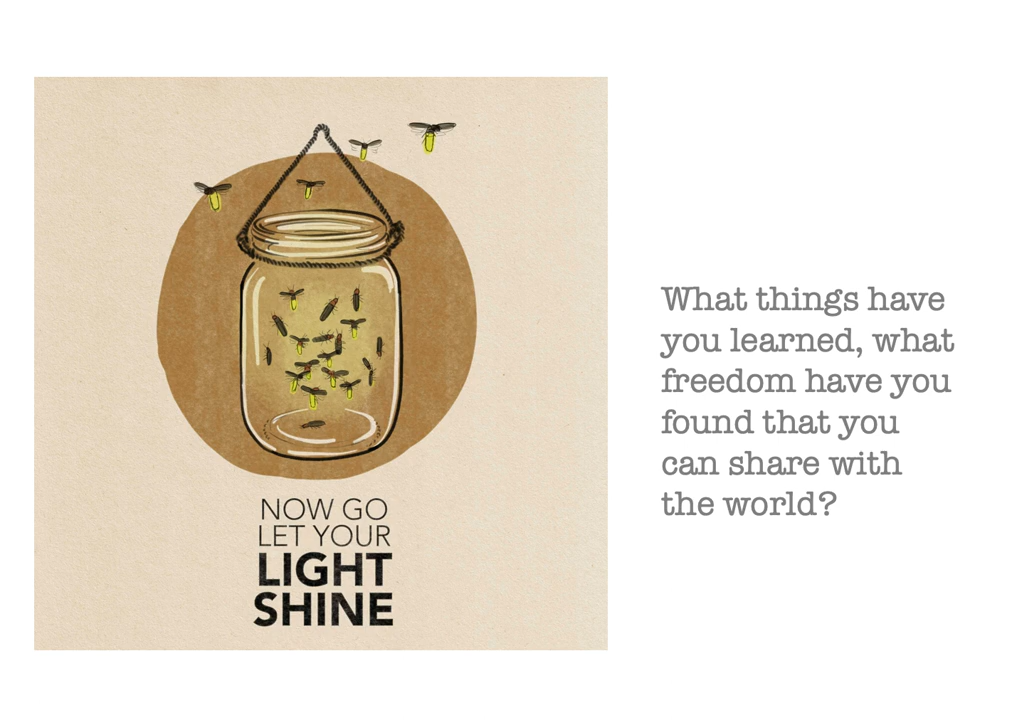 NOW GO
LET YOUR
LIGHT
SHINE
What things have
you learned, what
freedom have you
found that you
can share with
the world?